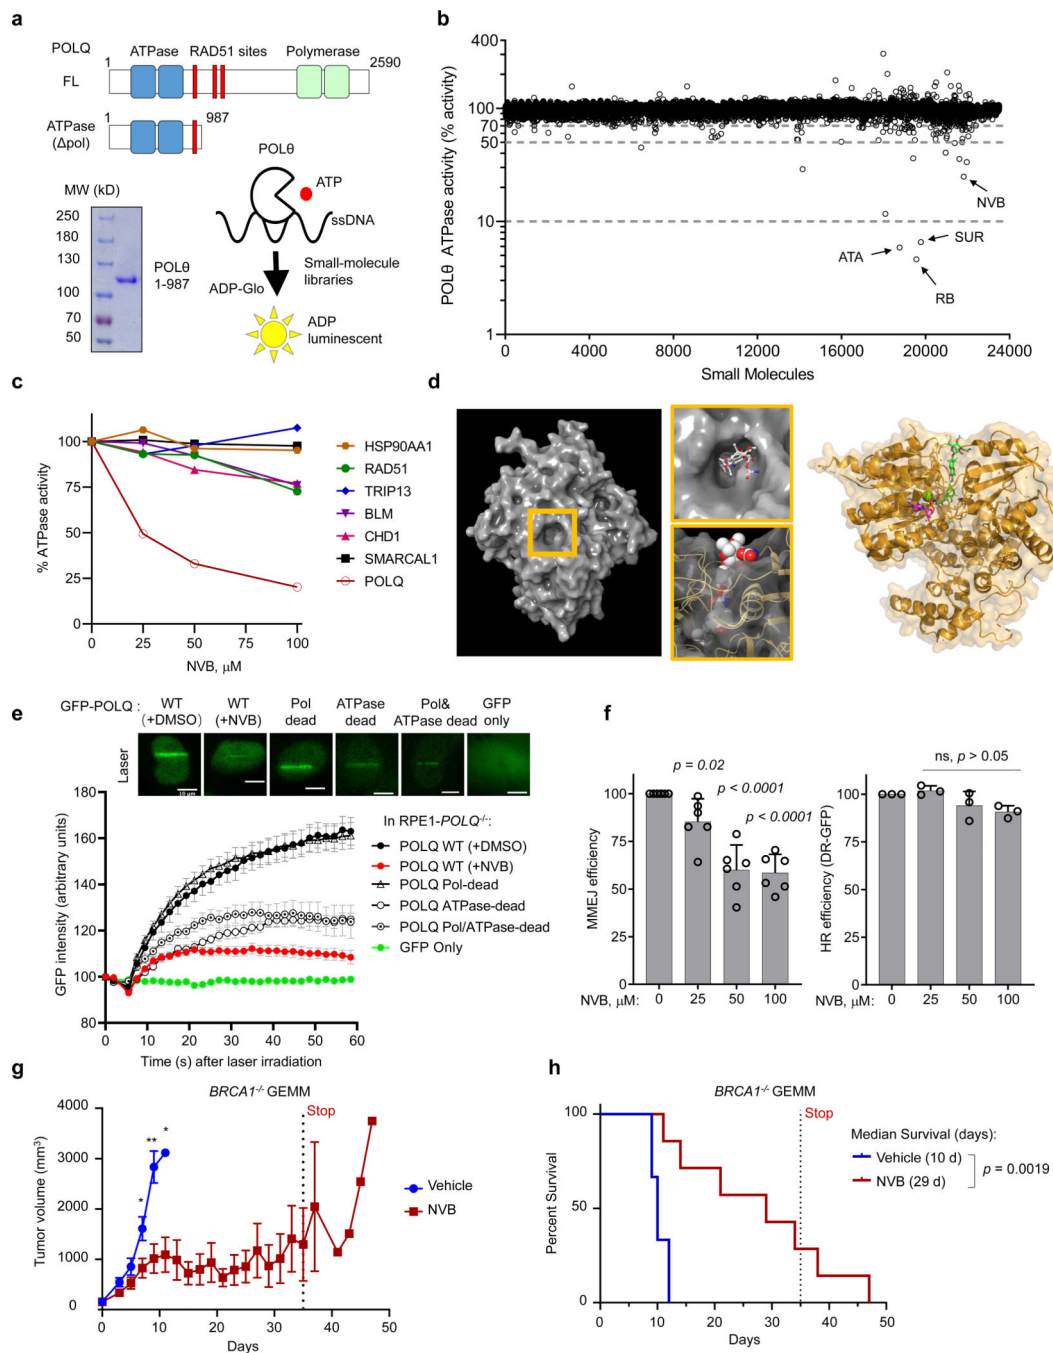 a
POLQ
1
ATPase
RAD51 sites
Polymerase
2590
FL
1
987
ATPase
(Δpol)
MW (kD)
250
180
130
100
70
50
POLθ
1-987
POLθ
ATP
ssDNA
Small-molecule
libraries
ADP-Glo
ADP
luminescent
b
POLθ ATPase activity (% activity)
400
100
70
50
10
1
NVB
SUR
ATA
RB
0
4000
8000
12000
16000
20000
24000
Small Molecules
c
% ATPase activity
100
75
50
25
0
0
25
50
75
100
NVB, µM
HSP90AA1
RAD51
TRIP13
BLM
CHD1
SMARCAL1
POLQ
d
e
GFP-POLQ :
WT
(+DMSO)
WT
(+NVB)
Pol
dead
ATPase
dead
Pol&
ATPase dead
GFP
only
Laser
10 µm
GFP intensity (arbitrary units)
180
160
140
120
100
80
0
10
20
30
40
50
60
Time (s) after laser irradiation
In RPE1-POLQ-/-:
POLQ WT (+DMSO)
POLQ WT (+NVB)
POLQ Pol-dead
POLQ ATPase-dead
POLQ Pol/ATPase-dead
GFP Only
f
MMEJ efficiency
100
50
0
p = 0.02
p < 0.0001
p < 0.0001
NVB, µM:
0
25
50
100
HR efficiency (DR-GFP)
100
50
0
ns, p > 0.05
NVB, µM:
0
25
50
100
g
BRCA1-/- GEMM
Stop
Tumor volume (mm³)
4000
3000
2000
1000
0
*
**
*
0
10
20
30
40
50
Days
Vehicle
NVB
h
BRCA1-/- GEMM
Stop
Percent Survival
100
50
0
0
10
20
30
40
50
Days
Median Survival (days):
Vehicle (10 d)
NVB (29 d)
p = 0.0019